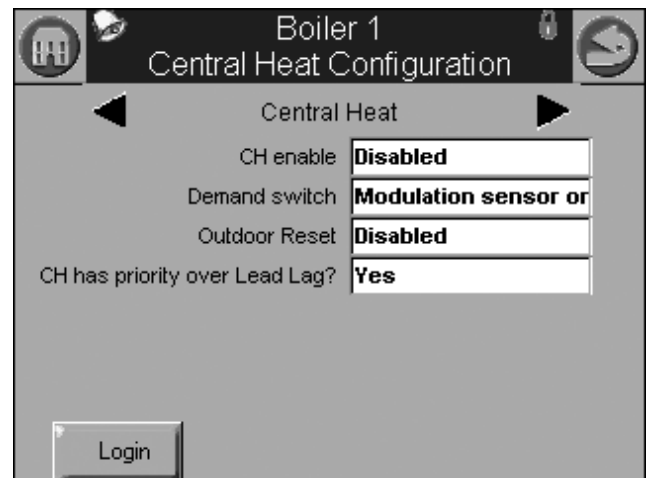 Boiler 1
Central Heat Configuration
Central Heat
CH enable Disabled
Demand switch Modulation sensor or
Outdoor Reset Disabled
CH has priority over Lead Lag? Yes
Login